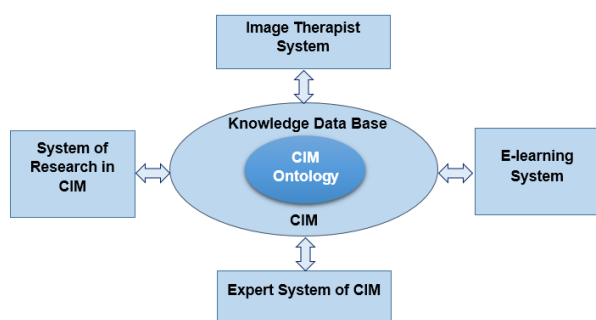 Image Therapist
System
Knowledge Data Base
System of
Research in
CIM
CIM
Ontology
E-learning
System
CIM
Expert System of CIM